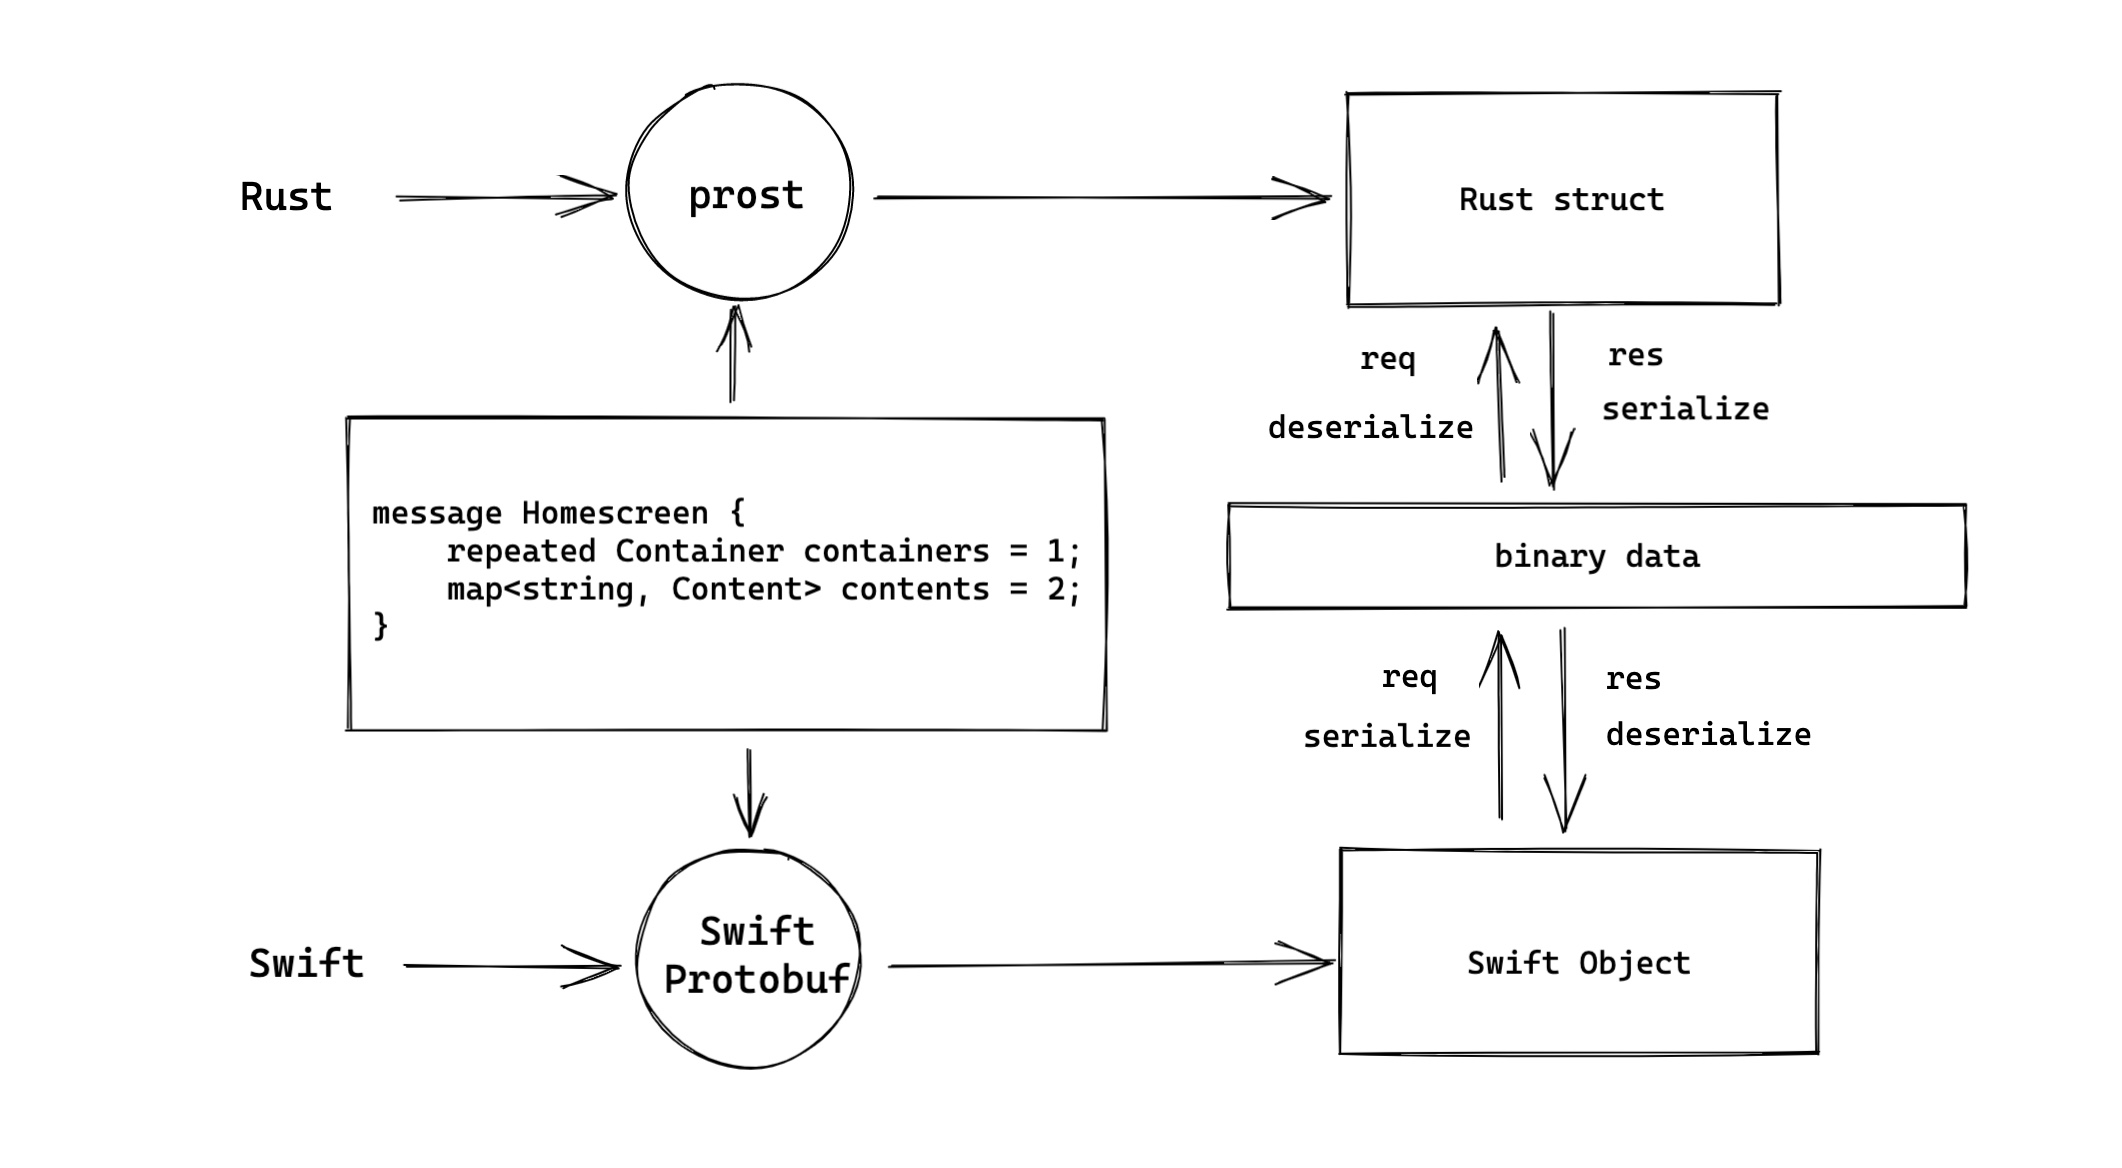 Rust
prost
Rust struct
req
res
deserialize
serialize
message Homescreen {
    repeated Container containers = 1;
    map<string, Content> contents = 2;
}
binary data
req
res
serialize
deserialize
Swift
Swift
Protobuf
Swift Object